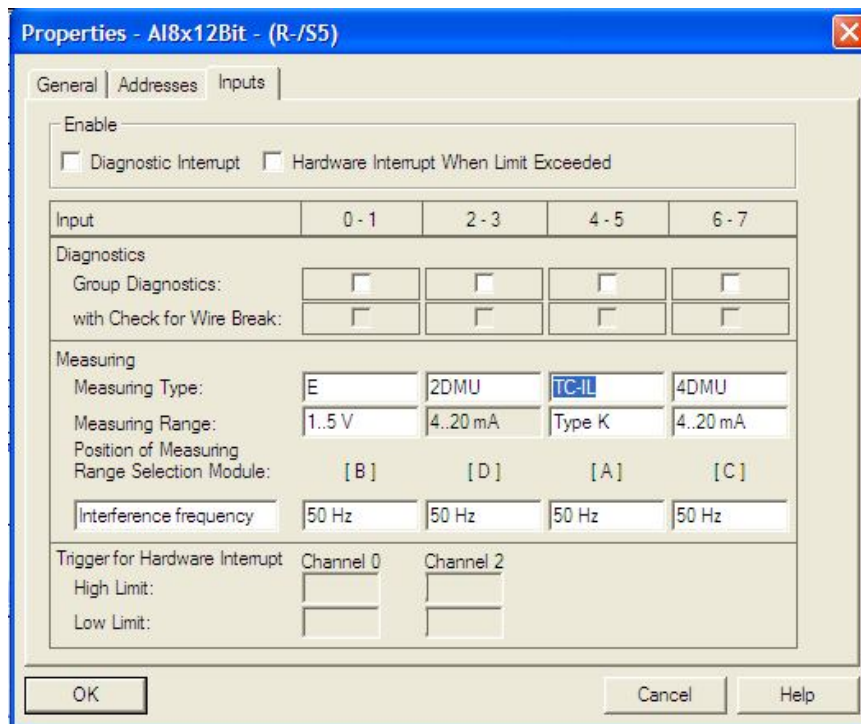 Properties - AI8x12Bit - (R-/S5)
General Addresses Inputs
Enable
Diagnostic Interrupt Hardware Interrupt When Limit Exceeded
Input 0 - 1 2 - 3 4 - 5 6 - 7
Diagnostics
Group Diagnostics:
with Check for Wire Break:
Measuring
Measuring Type: E 2DMU TC-IL 4DMU
Measuring Range: 1..5 V 4..20 mA Type K 4..20 mA
Position of Measuring
Range Selection Module: [ B ] [ D ] [ A ] [ C ]
Interference frequency 50 Hz 50 Hz 50 Hz 50 Hz
Trigger for Hardware Interrupt Channel 0 Channel 2
High Limit:
Low Limit:
OK Cancel Help